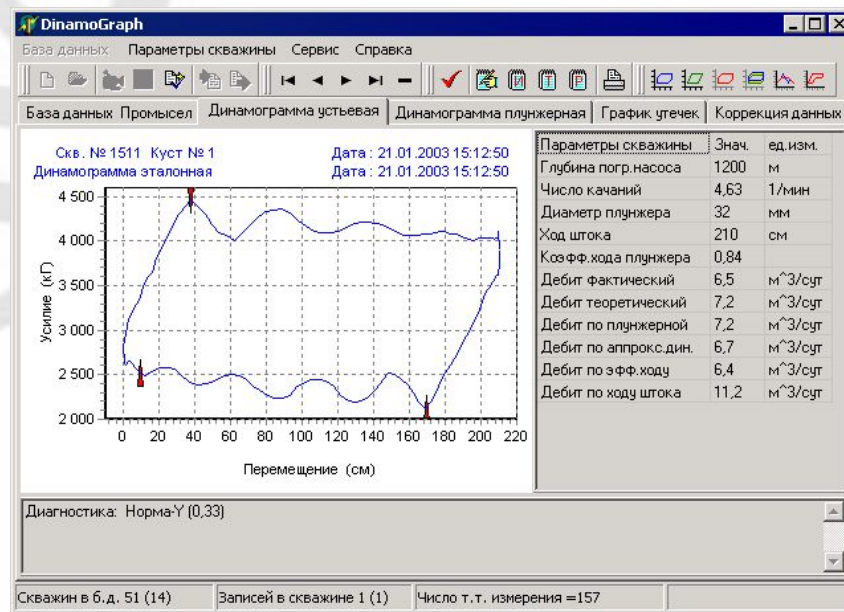 DinamoGraph
База данных Параметры скважины Сервис Справка
И Т Р
База данных Промысел Динамограмма устьевая Динамограмма плунжерная График утечек Коррекция данных
Скв. № 1511 Куст № 1 Дата : 21.01.2003 15:12:50
Динамограмма эталонная Дата : 21.01.2003 15:12:50
4 500
4 000
3 500
3 000
2 500
2 000
Усилие (кГ)
0 20 40 60 80 100 120 140 160 180 200 220
Перемещение (см)
Параметры скважины Знач. ед.изм.
Глубина погр.насоса 1200 м
Число качаний 4,63 1/мин
Диаметр плунжера 32 мм
Ход штока 210 см
Коэфф.хода плунжера 0,84
Дебит фактический 6,5 м^3/сут
Дебит теоретический 7,2 м^3/сут
Дебит по плунжерной 7,2 м^3/сут
Дебит по аппрокс.дин. 6,7 м^3/сут
Дебит по эфф.ходу 6,4 м^3/сут
Дебит по ходу штока 11,2 м^3/сут
Диагностика: Норма-Y (0,33)
Скважин в б.д. 51 (14) Записей в скважине 1 (1) Число т.т. измерения =157